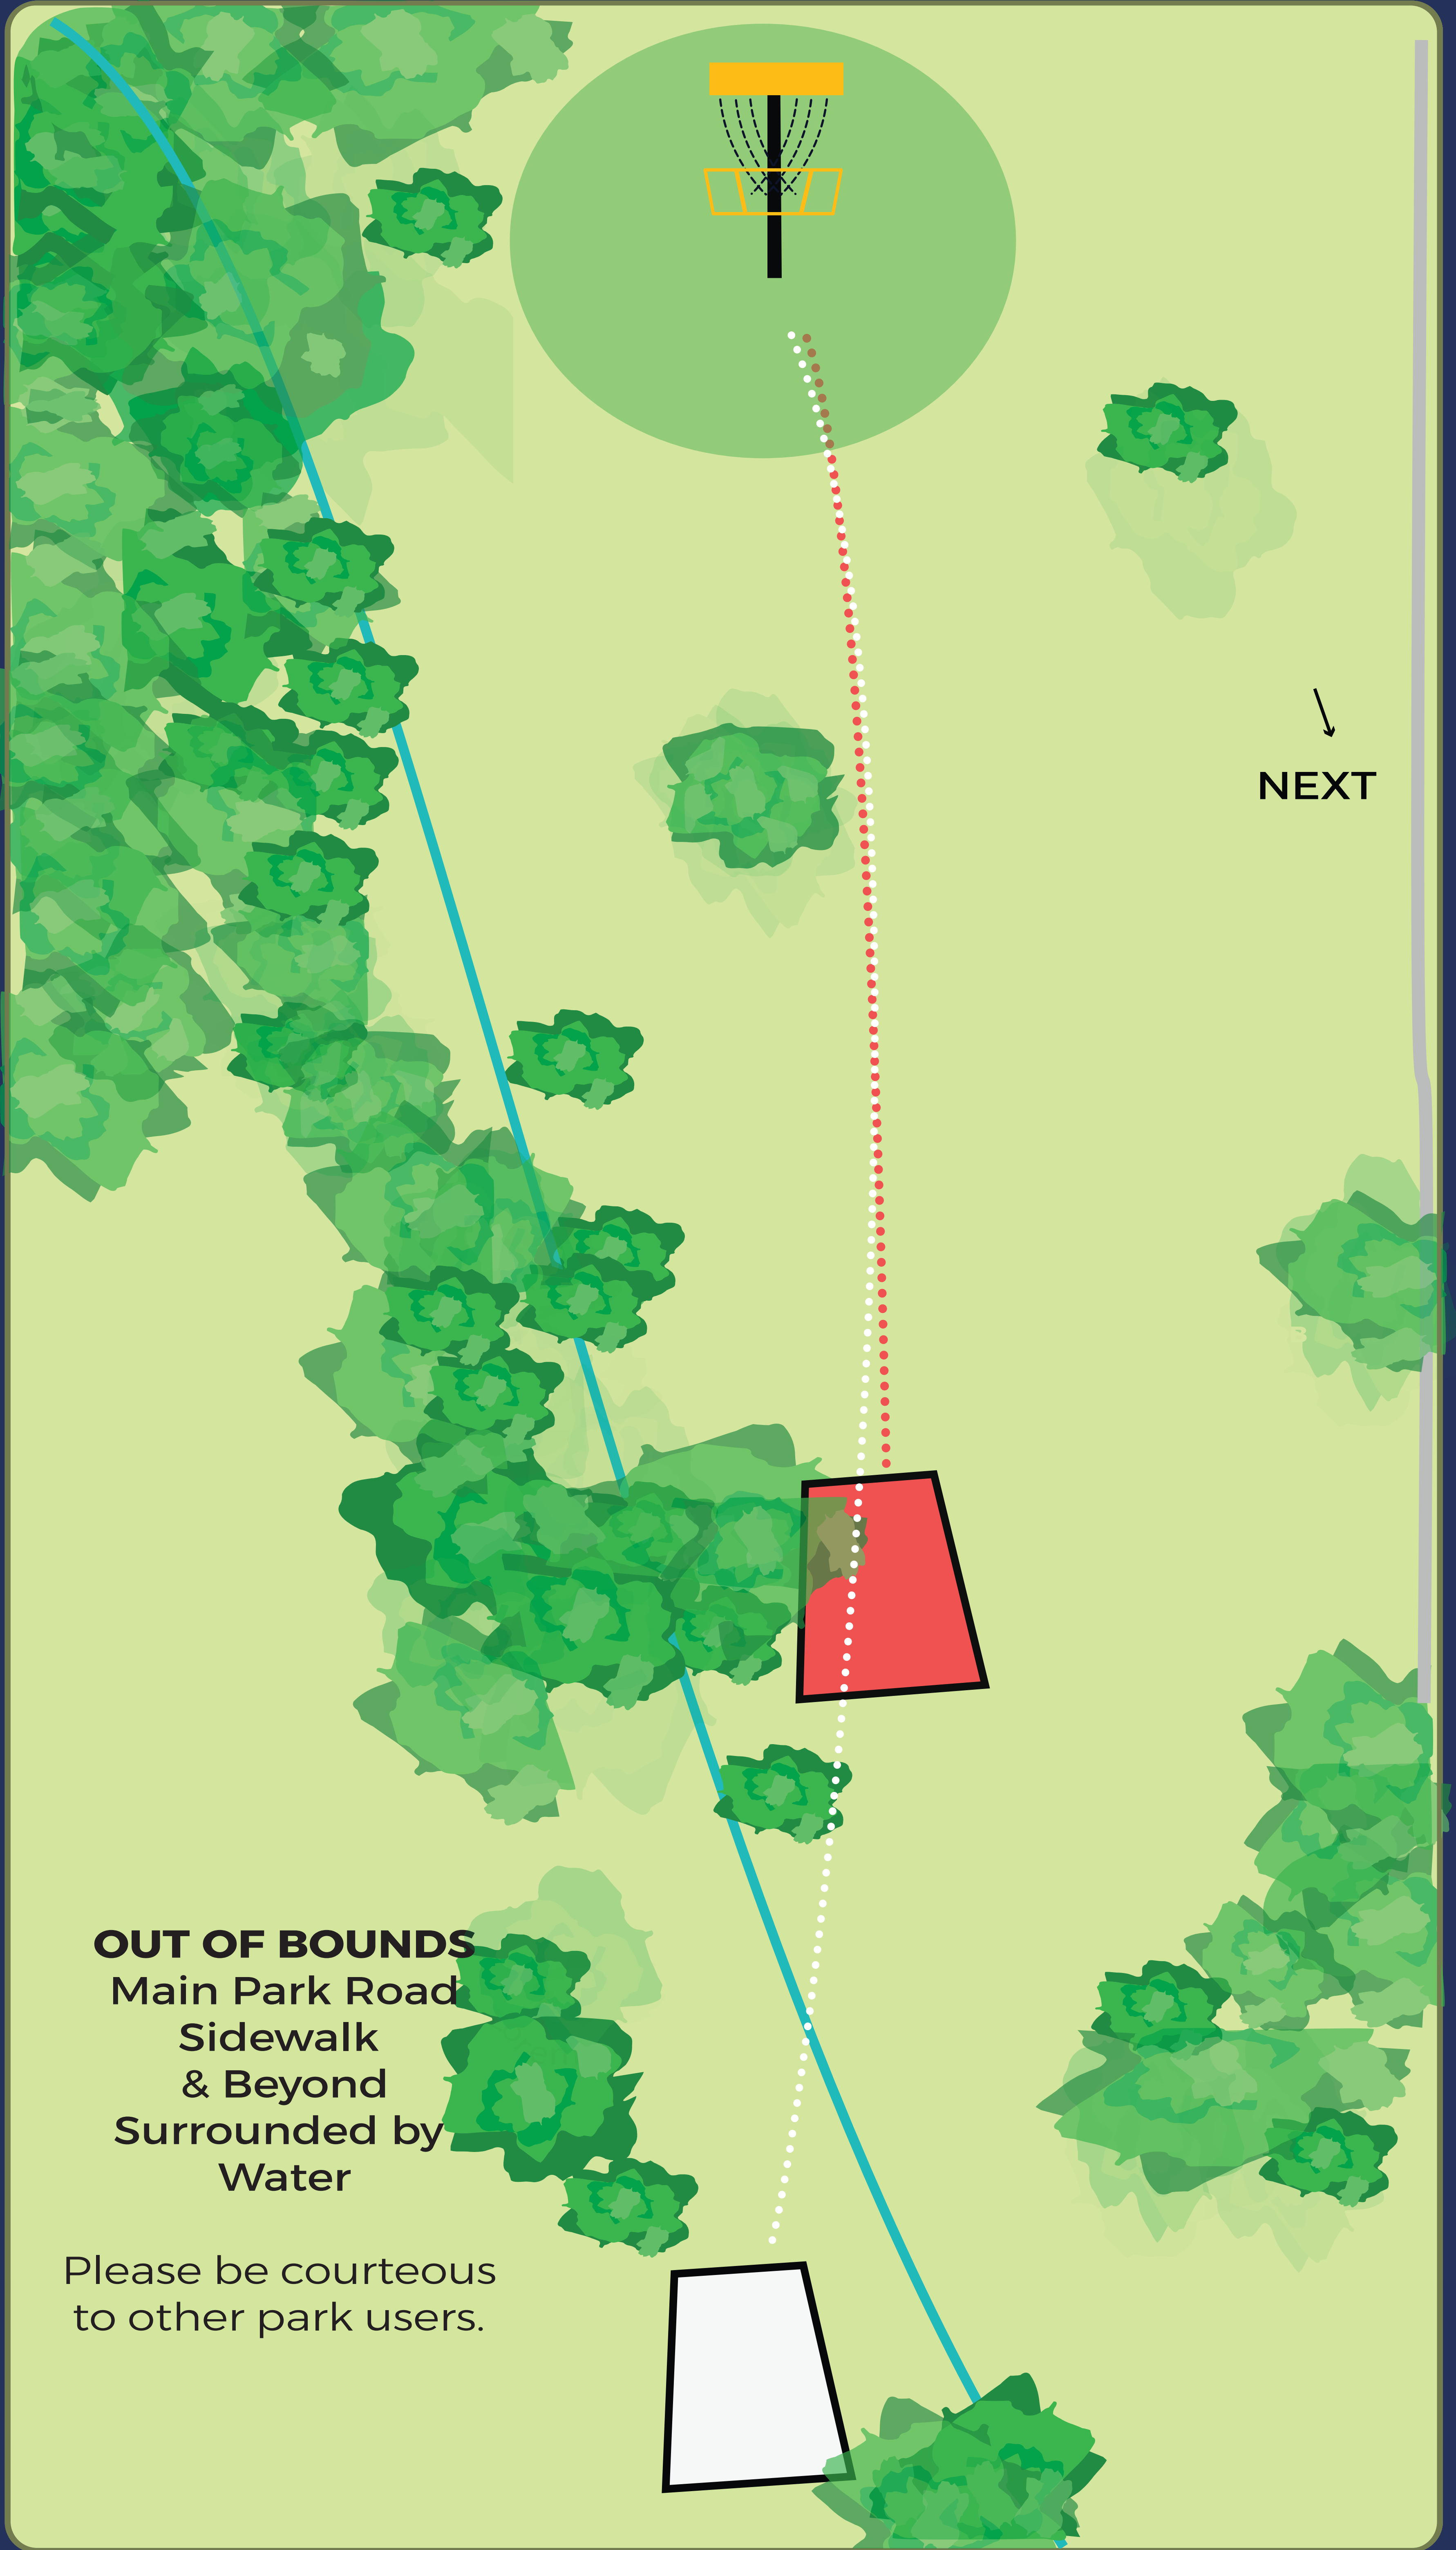 NEXT
OUT OF BOUNDS
Main Park Road
Sidewalk
& Beyond
Surrounded by
Water
Please be courteous
to other park users.